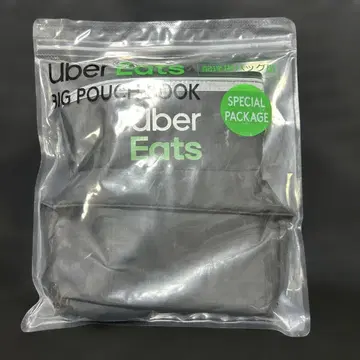 Uber Eats
BIG POUCH BOOK
SPECIAL
PACKAGE
Uber
Eats